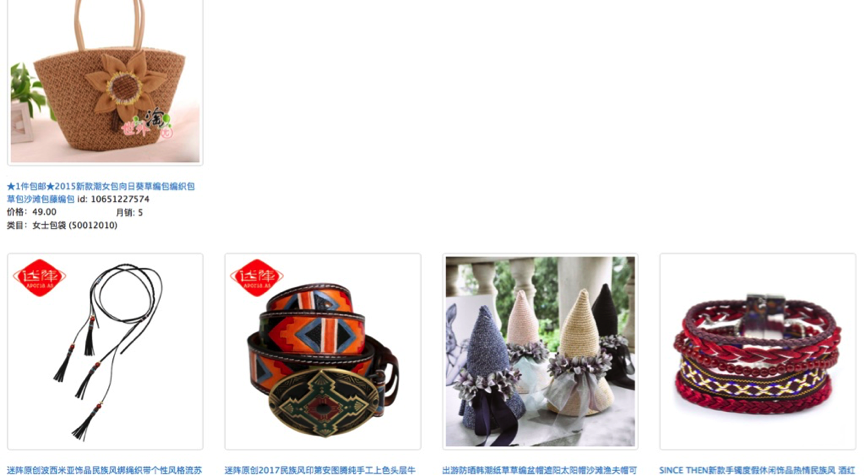 世外
淘
★1件包邮★2015新款潮女包向日葵草编包编织包
草包沙滩包藤编包 id: 10651227574
价格： 49.00 月销: 5
类目： 女士包袋 (50012010)
迷阵
迷阵
迷阵原创波西米亚饰品民族风绑绳织带个性风格流苏
迷阵原创2017民族风印第安图腾纯手工上色头层牛
出游防晒韩潮纸草草编盆帽遮阳太阳帽沙滩渔夫帽可
SINCE THEN新款手镯度假休闲饰品热情民族风 酒红